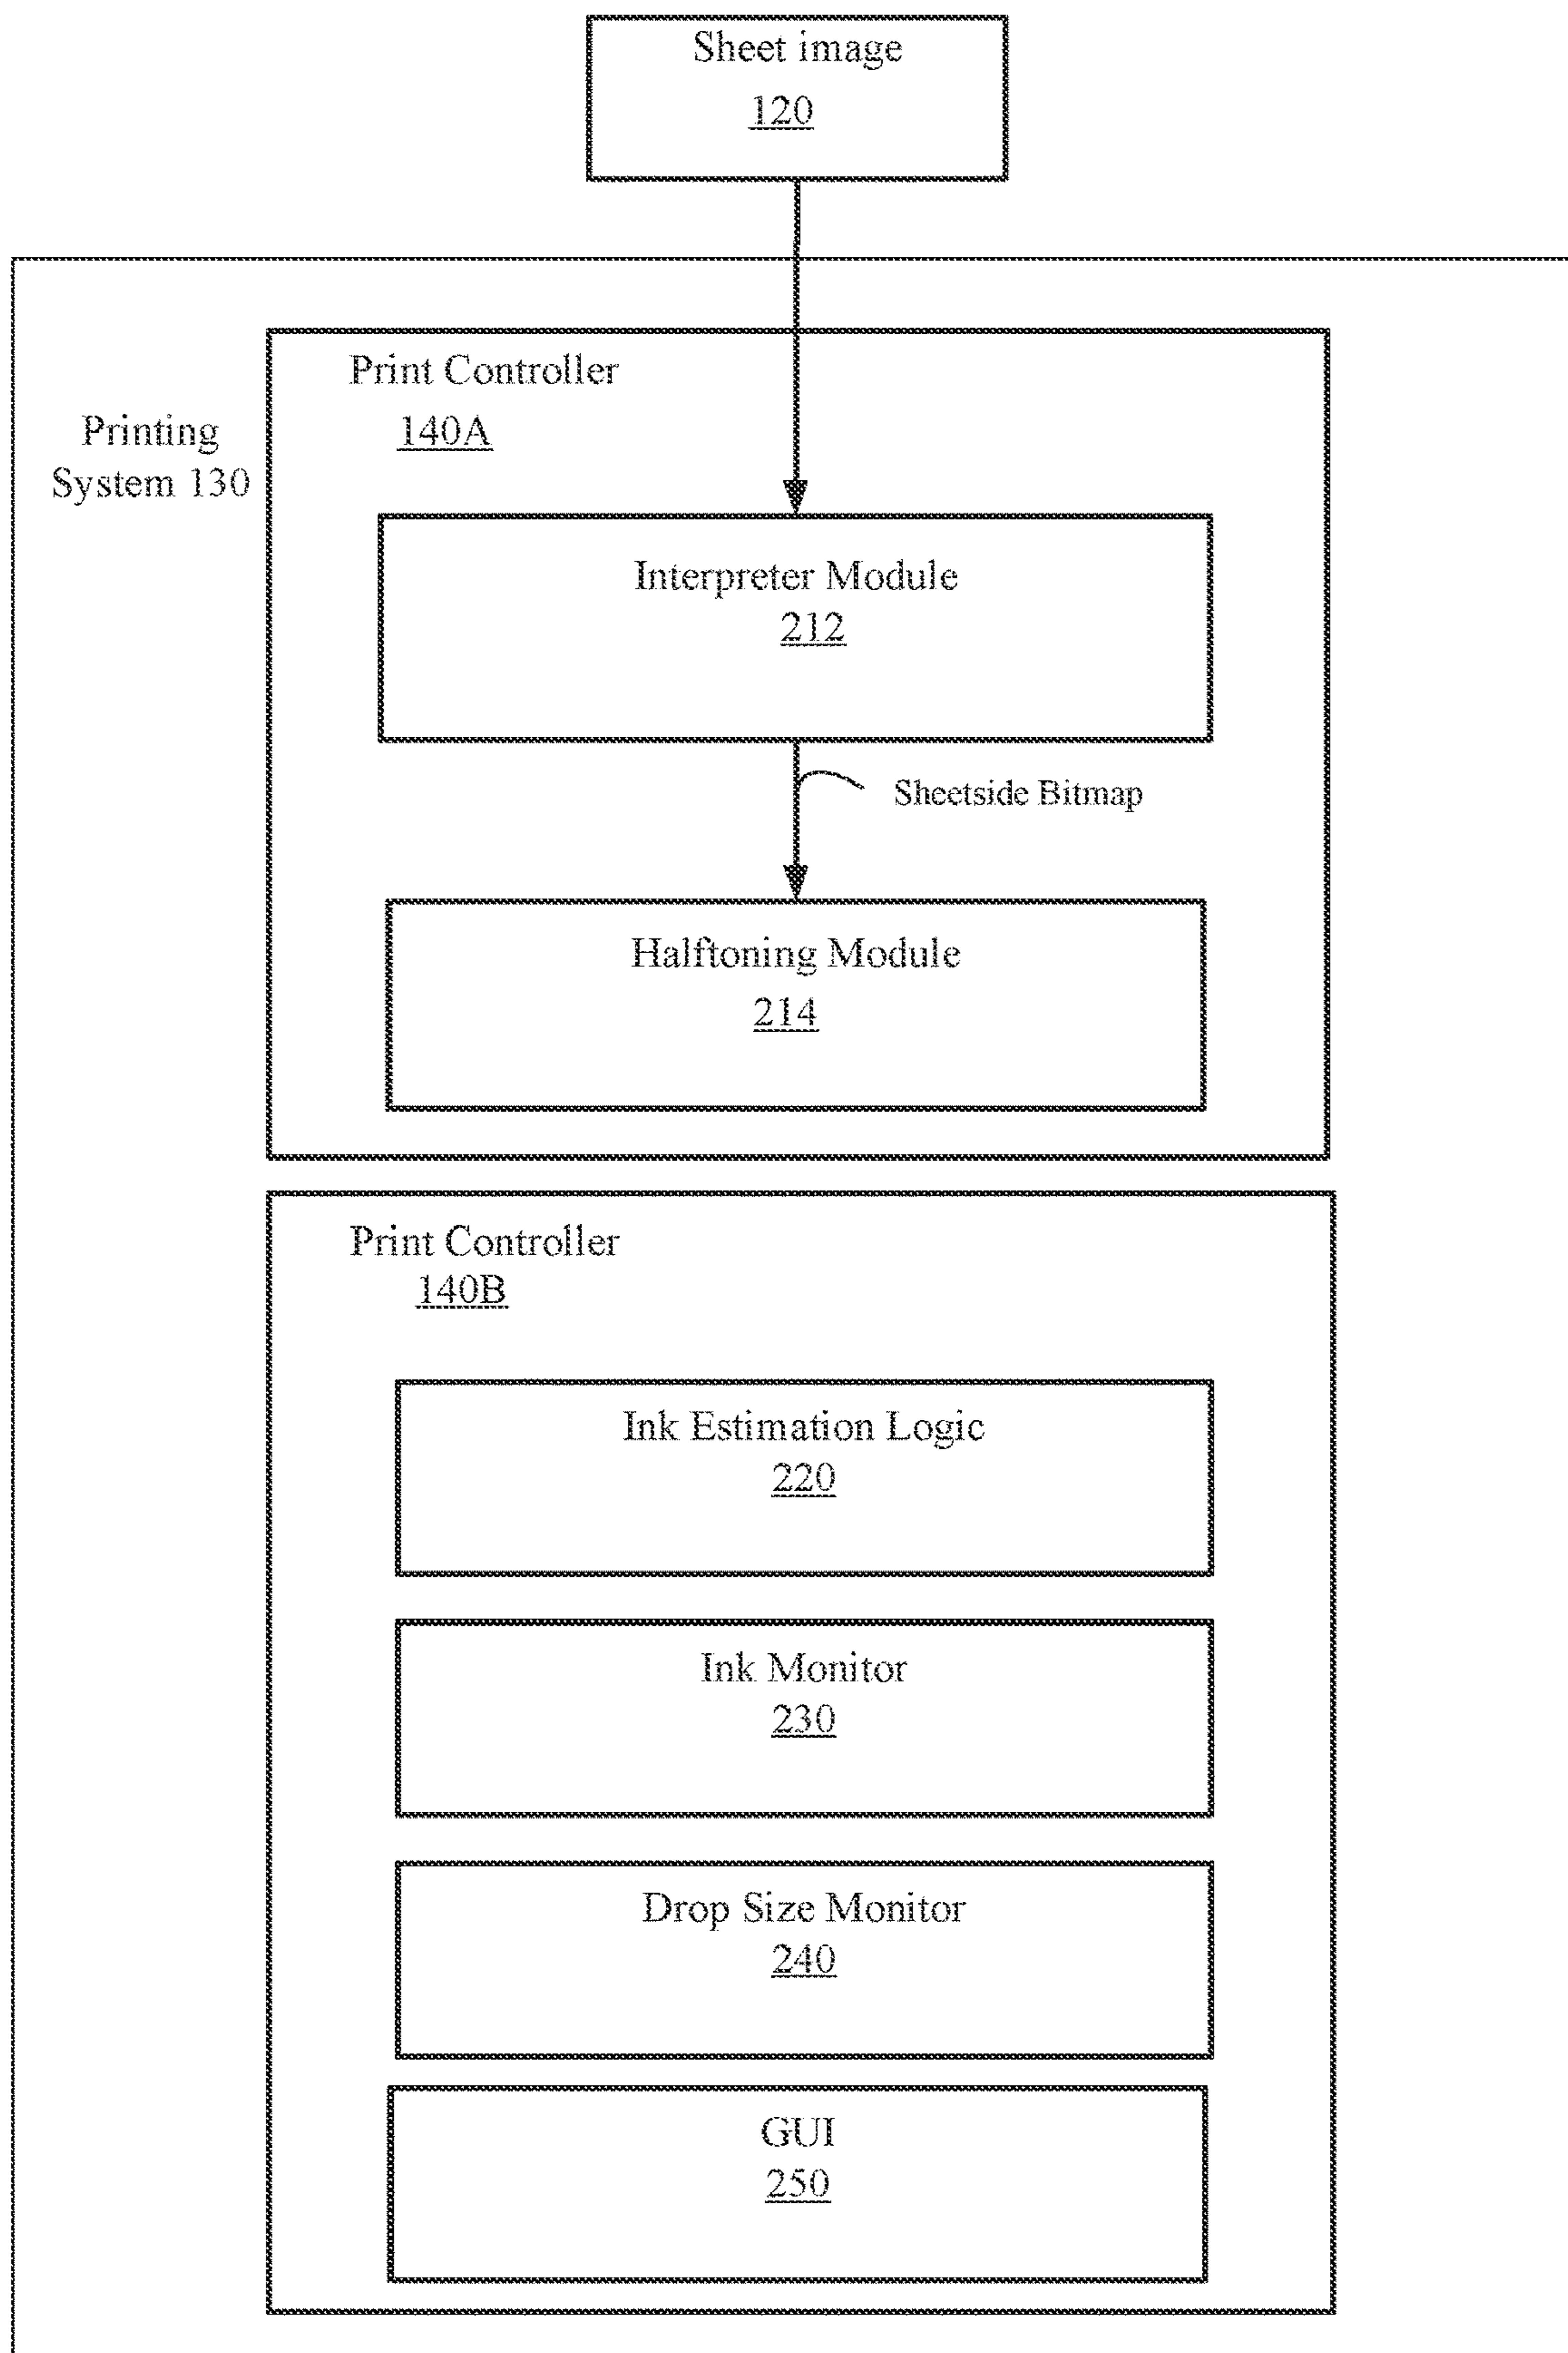 Sheet image
120
Print Controller
140A
Printing
System 130
Interpreter Module
212
Sheetside Bitmap
Halftoning Module
214
Print Controller
140B
Ink Estimation Logic
220
Ink Monitor
230
Drop Size Monitor
240
GUI
250